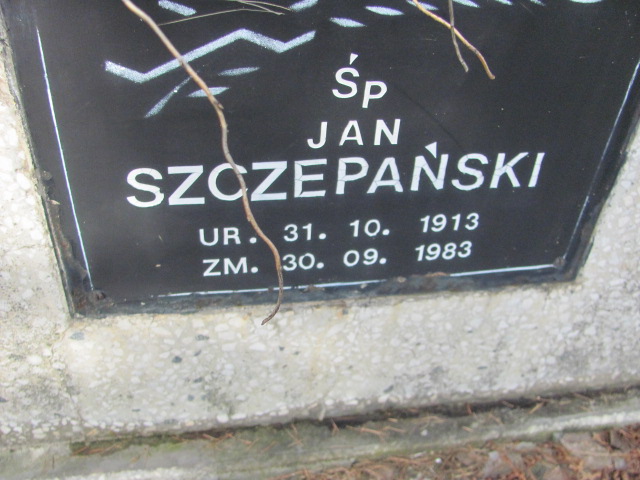 Śp
JAN
SZCZEPAŃSKI
UR. 31. 10. 1913
ZM. 30. 09. 1983